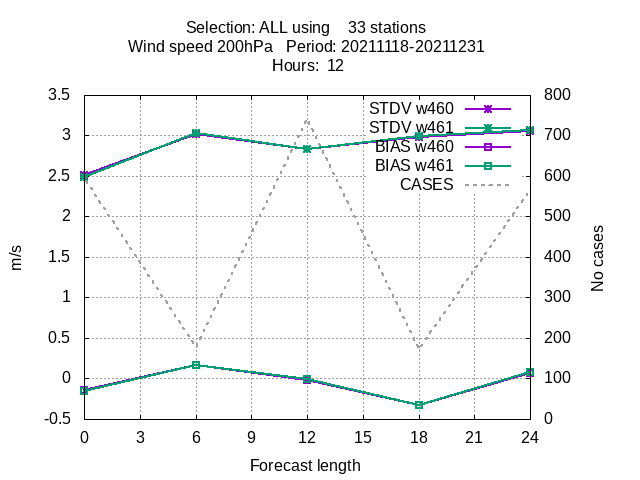 Selection: ALL using 33 stations
Wind speed 200hPa Period: 20211118-20211231
Hours: 12
3.5
3
2.5
2
1.5
1
0.5
0
-0.5
m/s
STDV w460
STDV w461
BIAS w460
BIAS w461
CASES
800
700
600
500
400
300
200
100
0
No cases
0 3 6 9 12 15 18 21 24
Forecast length